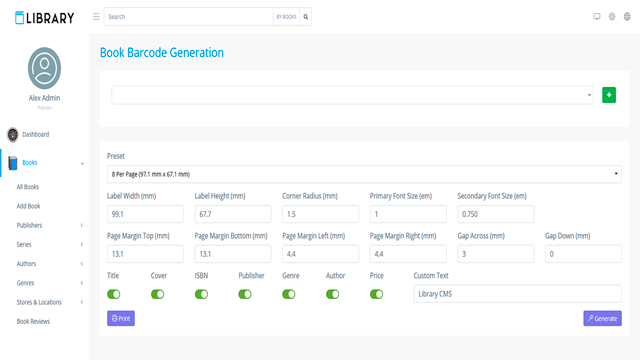 LIBRARY
Search
BY BOOKS
Book Barcode Generation
Alex Admin
Admin
Dashboard
Books
All Books
Add Book
Publishers
Series
Authors
Genres
Stores & Locations
Book Reviews
Preset
8 Per Page (97.1 mm x 67.1 mm)
Label Width (mm) Label Height (mm) Corner Radius (mm) Primary Font Size (em) Secondary Font Size (em)
99.1 67.7 1.5 1 0.750
Page Margin Top (mm) Page Margin Bottom (mm) Page Margin Left (mm) Page Margin Right (mm) Gap Across (mm) Gap Down (mm)
13.1 13.1 4.4 4.4 3 0
Title Cover ISBN Publisher Genre Author Price Custom Text
Library CMS
Print Generate